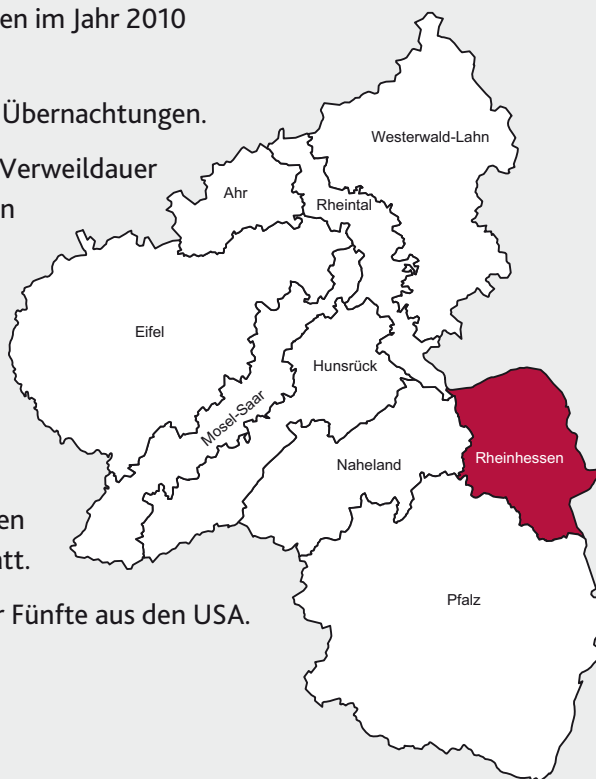 en im Jahr 2010
Übernachtungen.
Verweildauer
n
en
tt.
r Fünfte aus den USA.
Westerwald-Lahn
Ahr
Rheintal
Eifel
Hunsrück
Mosel-Saar
Naheland
Rheinhessen
Pfalz